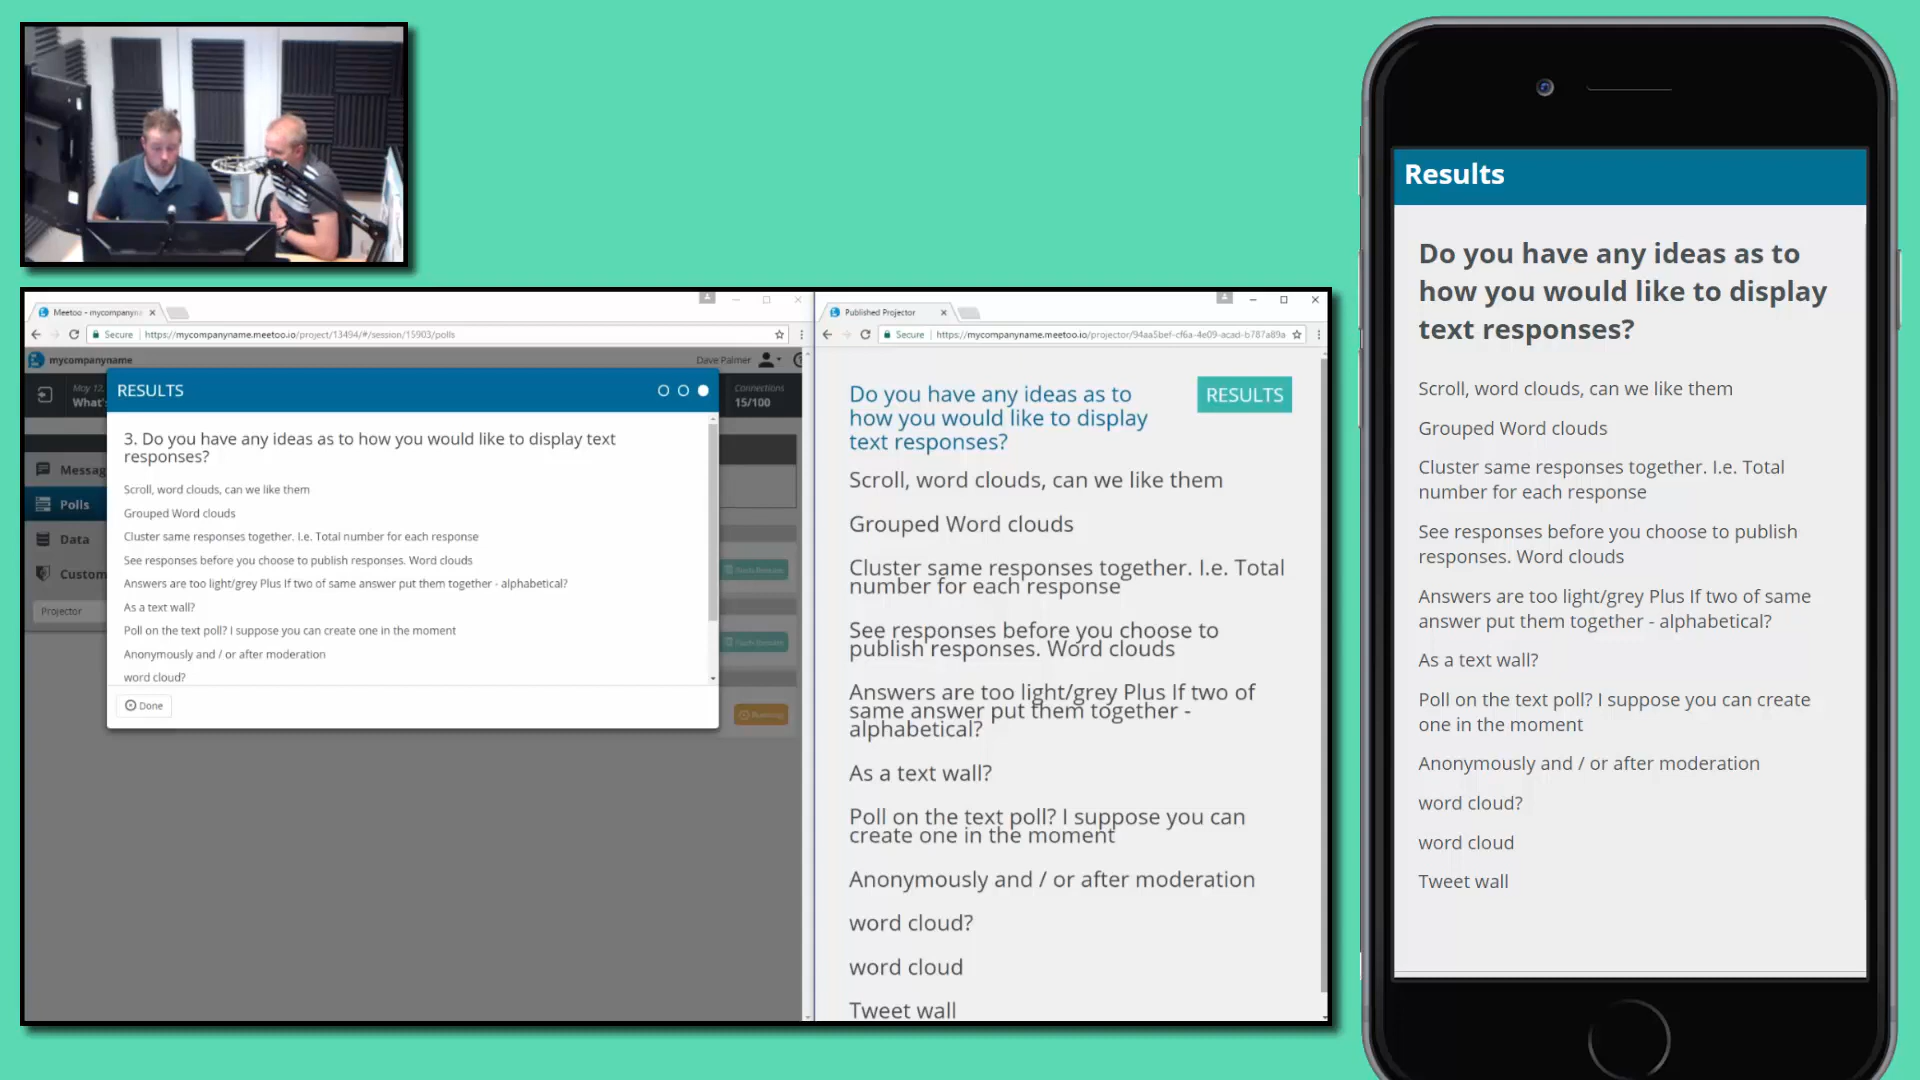 Meetoo - mycompanyna
Secure
https://mycompanyname.meetoo.io/project/13494/#/session/15903/polls
mycompanyname
Dave Palmer
May 12,
What's
Connections
15/100
Messag
Polls
Data
Custom
Projector
RESULTS
3. Do you have any ideas as to how you would like to display text
responses?
Scroll, word clouds, can we like them
Grouped Word clouds
Cluster same responses together. I.e. Total number for each response
See responses before you choose to publish responses. Word clouds
Answers are too light/grey Plus If two of same answer put them together - alphabetical?
As a text wall?
Poll on the text poll? I suppose you can create one in the moment
Anonymously and / or after moderation
word cloud?
Done
Running
Published Projector
Secure
https://mycompanyname.meetoo.io/projector/94aa5bef-cf6a-4e09-acad-b787a89a
Do you have any ideas as to
how you would like to display
text responses?
RESULTS
Scroll, word clouds, can we like them
Grouped Word clouds
Cluster same responses together. I.e. Total
number for each response
See responses before you choose to
publish responses. Word clouds
Answers are too light/grey Plus If two of
same answer put them together -
alphabetical?
As a text wall?
Poll on the text poll? I suppose you can
create one in the moment
Anonymously and / or after moderation
word cloud?
word cloud
Tweet wall
Results
Do you have any ideas as to
how you would like to display
text responses?
Scroll, word clouds, can we like them
Grouped Word clouds
Cluster same responses together. I.e. Total
number for each response
See responses before you choose to publish
responses. Word clouds
Answers are too light/grey Plus If two of same
answer put them together - alphabetical?
As a text wall?
Poll on the text poll? I suppose you can create
one in the moment
Anonymously and / or after moderation
word cloud?
word cloud
Tweet wall